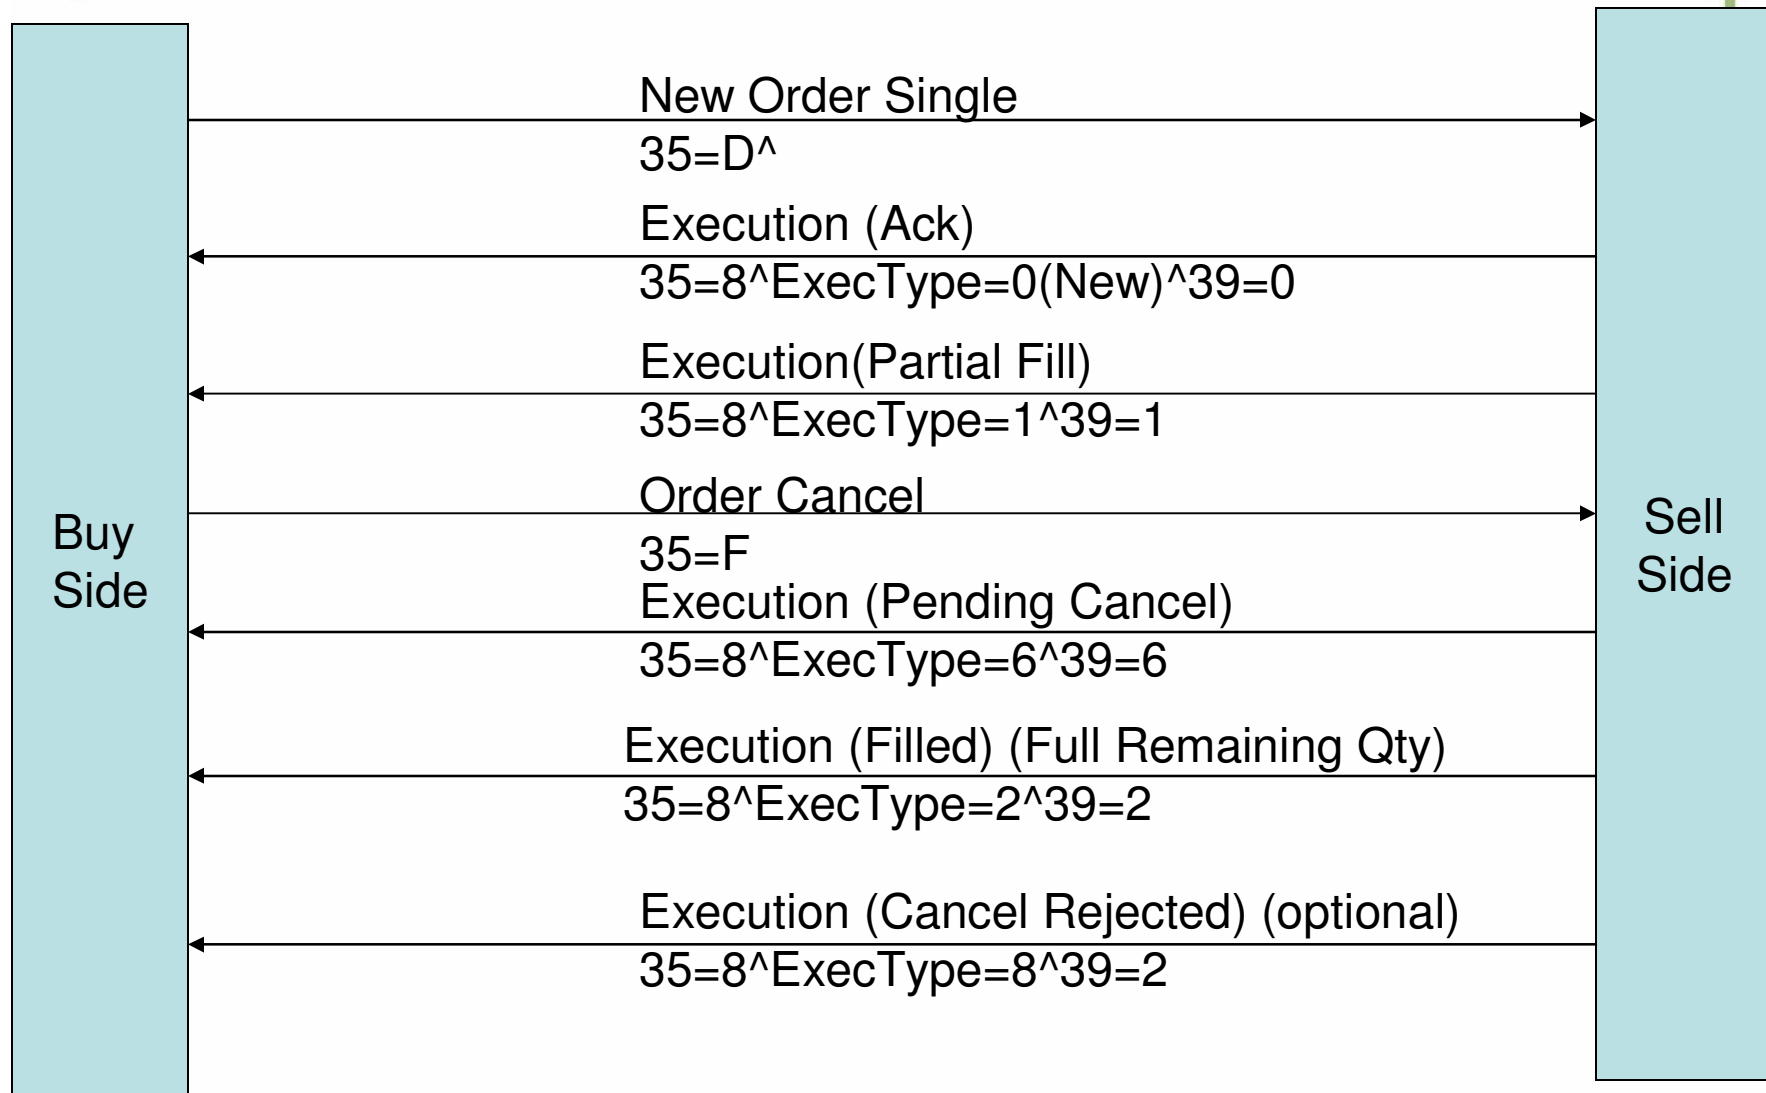 New Order Single
35=D^
Execution (Ack)
35=8^ExecType=0(New)^39=0
Execution(Partial Fill)
35=8^ExecType=1^39=1
Order Cancel
35=F
Buy
Side
Sell
Side
Execution (Pending Cancel)
35=8^ExecType=6^39=6
Execution (Filled) (Full Remaining Qty)
35=8^ExecType=2^39=2
Execution (Cancel Rejected) (optional)
35=8^ExecType=8^39=2